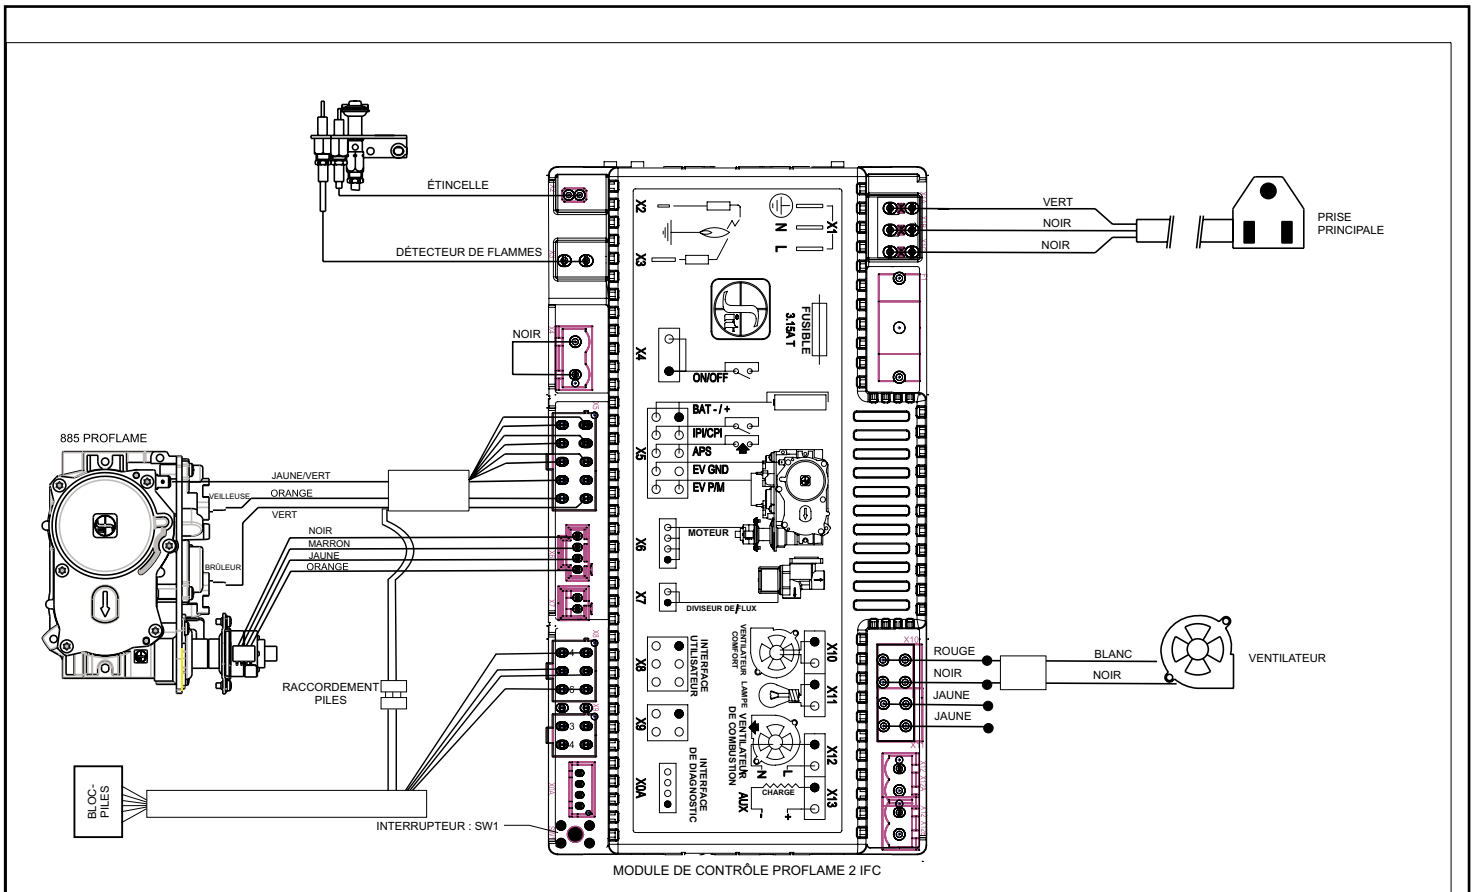 ÉTINCELLE
DÉTECTEUR DE FLAMMES
NOIR
885 PROFLAME
JAUNE/VERT
VEILLEUSE
ORANGE
VERT
NOIR
MARRON
JAUNE
ORANGE
BRÛLEUR
RACCORDEMENT
PILES
BLOC-
PILES
INTERRUPTEUR : SW1
X2
X3
X1
N
L
FUSIBLE
3.15A T
X4
ON/OFF
X5
BAT - / +
IPI/CPI
APS
EV GND
EV P/M
X6
MOTEUR
X7
DIVISEUR DE FLUX
X8
INTERFACE
UTILISATEUR
VENTILATEUR
COMFORT
X10
LAMPE
X11
X9
VENTILATEUR
DE COMBUSTION
N
L
X12
X0A
INTERFACE
DE DIAGNOSTIC
AUX
CHARGE
-
+
X13
VERT
NOIR
NOIR
PRISE
PRINCIPALE
X5
X8
X10
ROUGE
NOIR
JAUNE
JAUNE
BLANC
NOIR
VENTILATEUR
MODULE DE CONTRÔLE PROFLAME 2 IFC